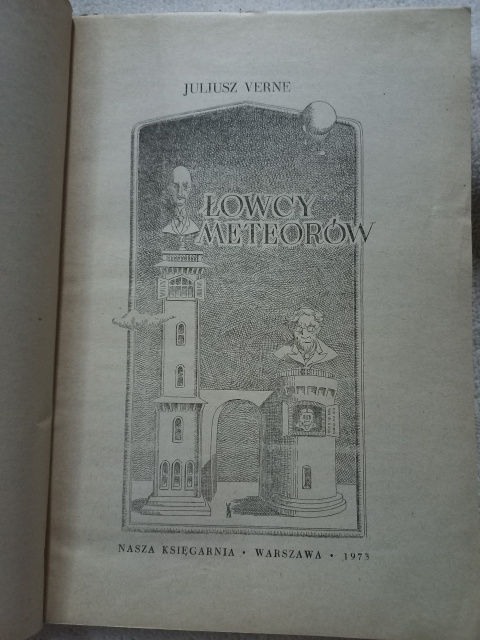 JULIUSZ VERNE
ŁOWCY
METEORÓW
NASZA KSIĘGARNIA • WARSZAWA • 1973